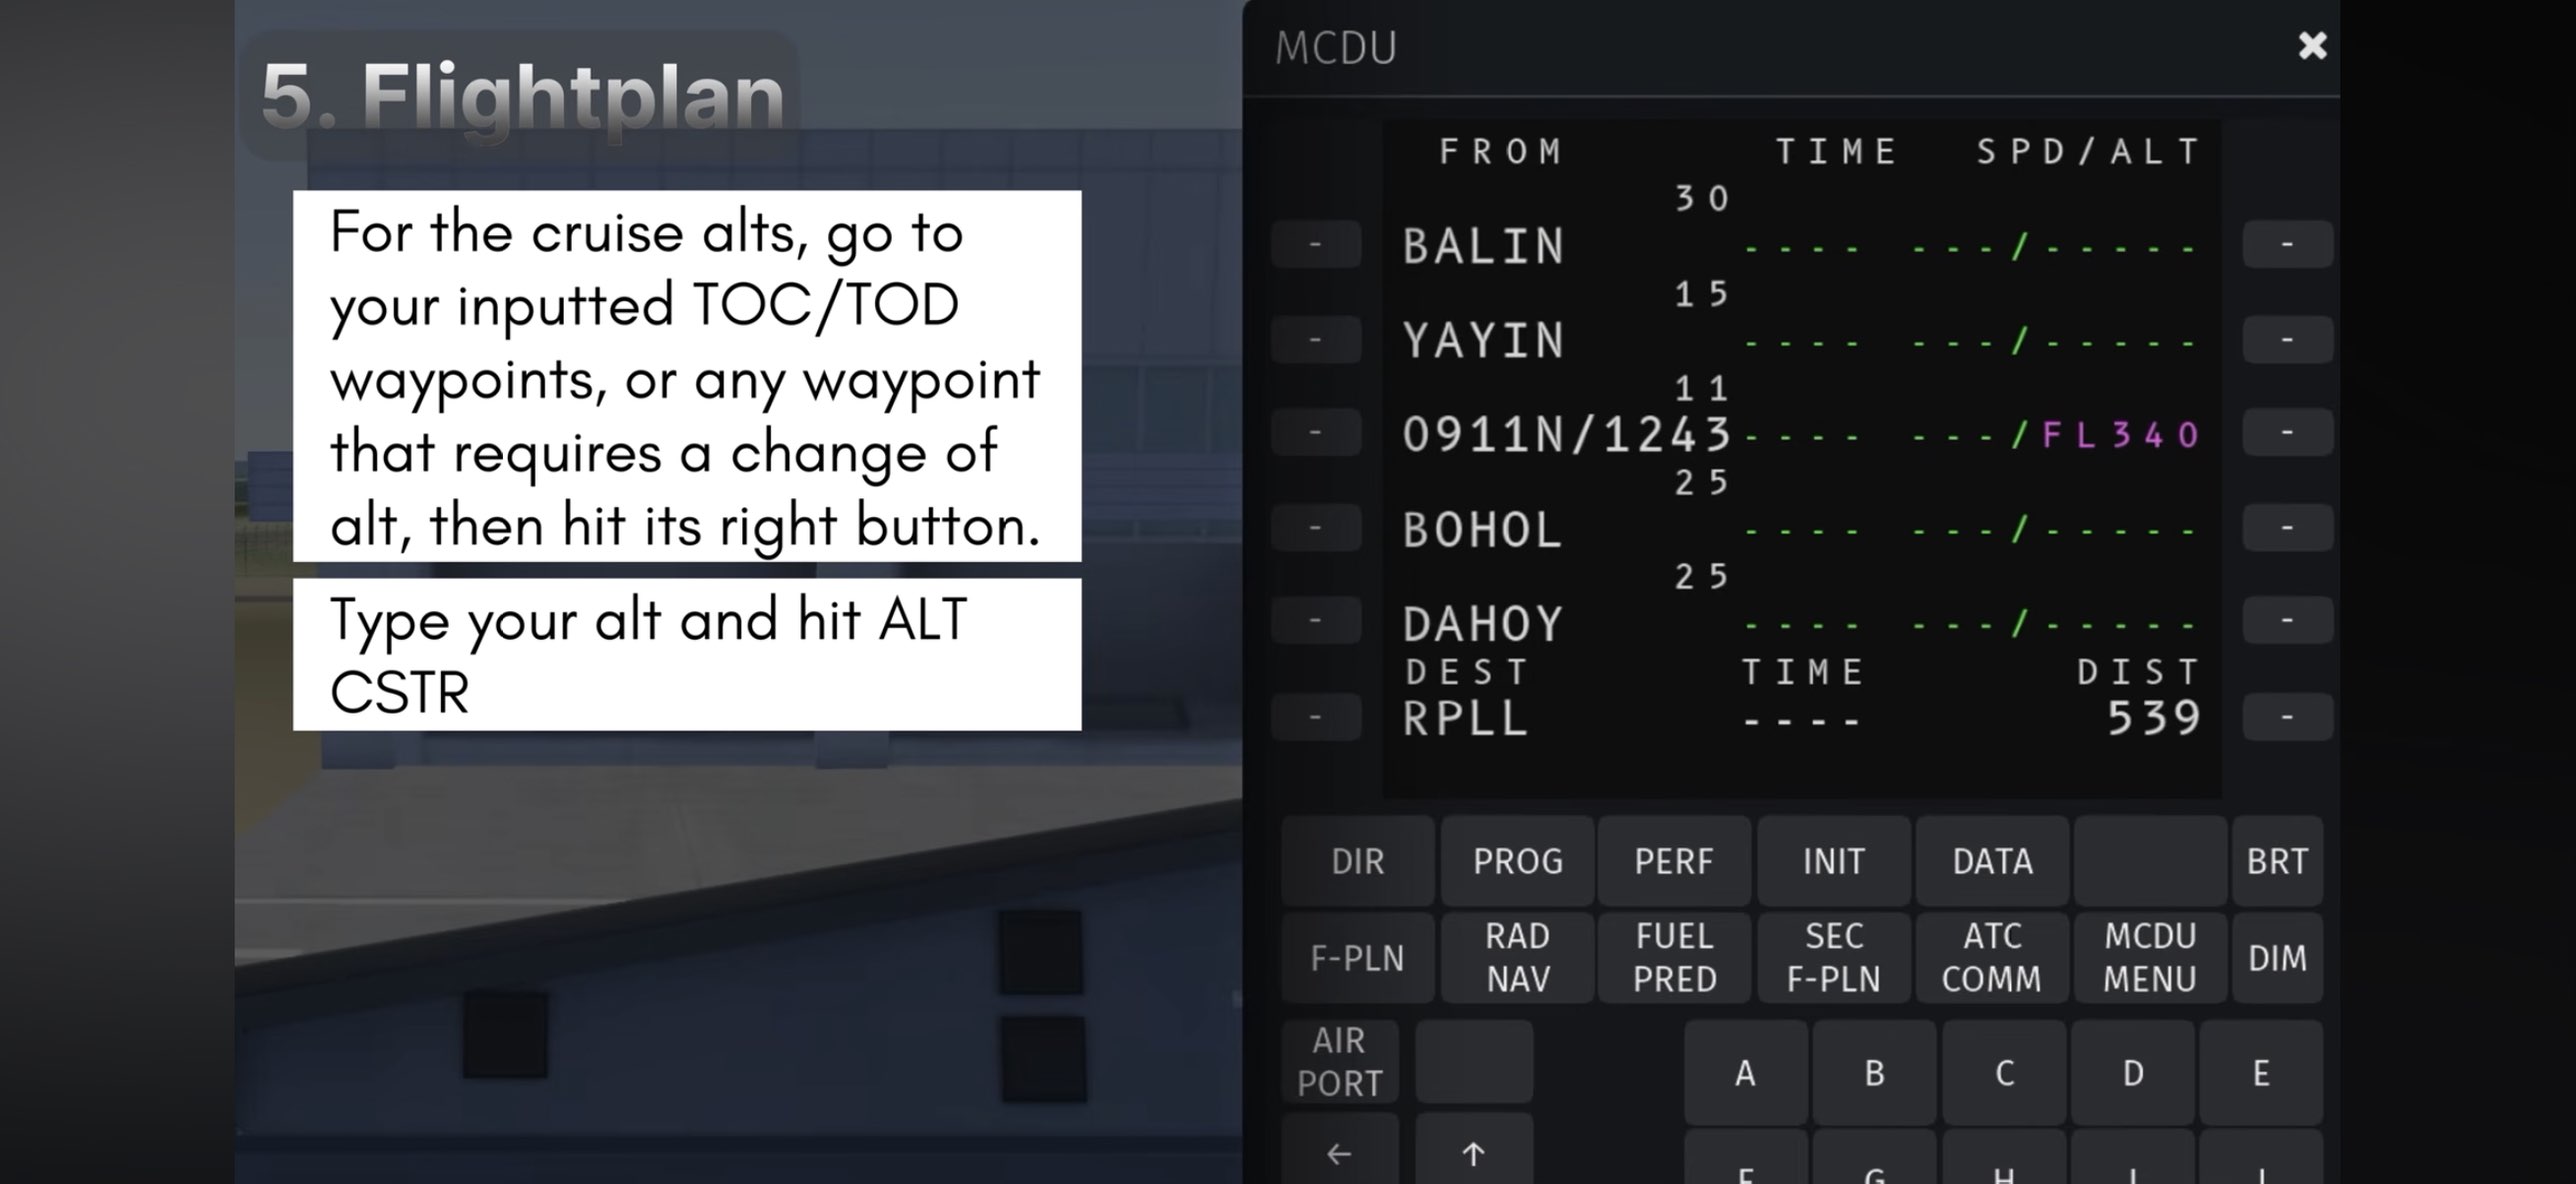 5. Flightplan
For the cruise alts, go to
your inputted TOC/TOD
waypoints, or any waypoint
that requires a change of
alt, then hit its right button.
Type your alt and hit ALT
CSTR
MCDU ✖
FROM TIME SPD/ALT
30
- BALIN ---- ---/----- -
15
- YAYIN ---- ---/----- -
11
- 0911N/1243 ---- ---/FL340 -
25
- BOHOL ---- ---/----- -
25
- DAHOY ---- ---/----- -
DEST TIME DIST
- RPLL ---- 539 -
DIR PROG PERF INIT DATA BRT
F-PLN RAD NAV FUEL PRED SEC F-PLN ATC COMM MCDU MENU DIM
AIR PORT A B C D E
← ↑